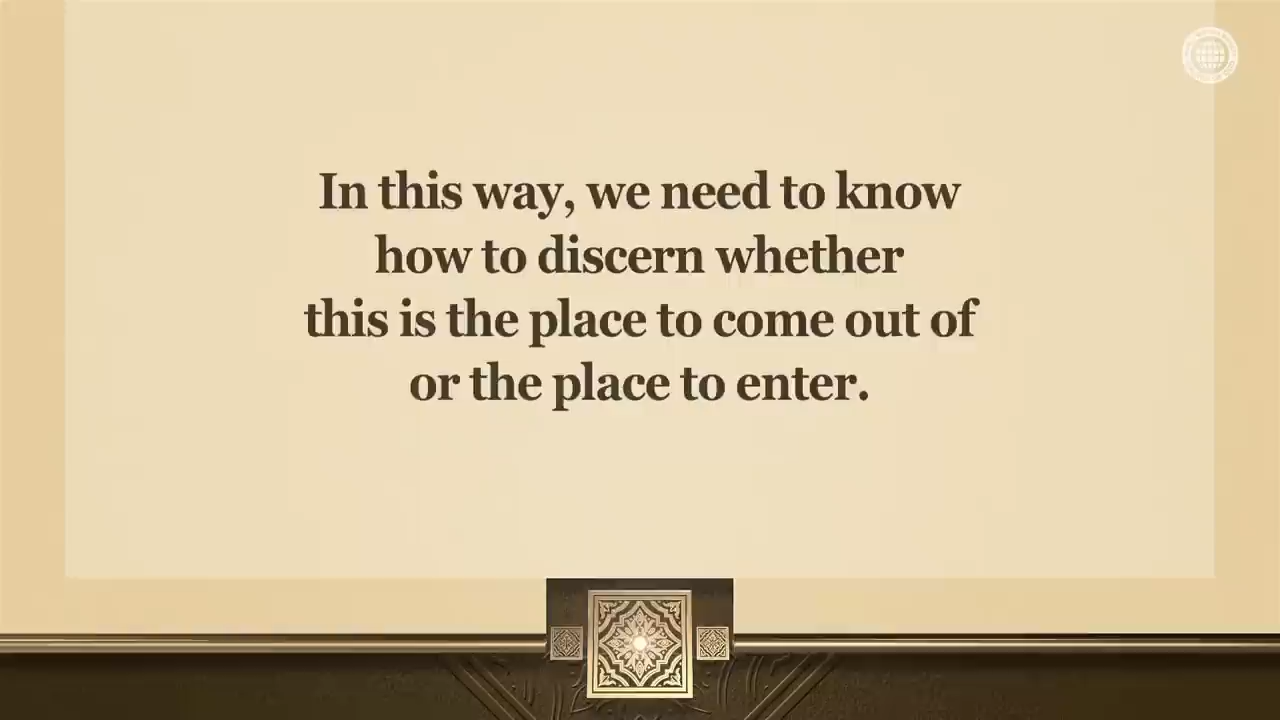 In this way, we need to know
how to discern whether
this is the place to come out of
or the place to enter.